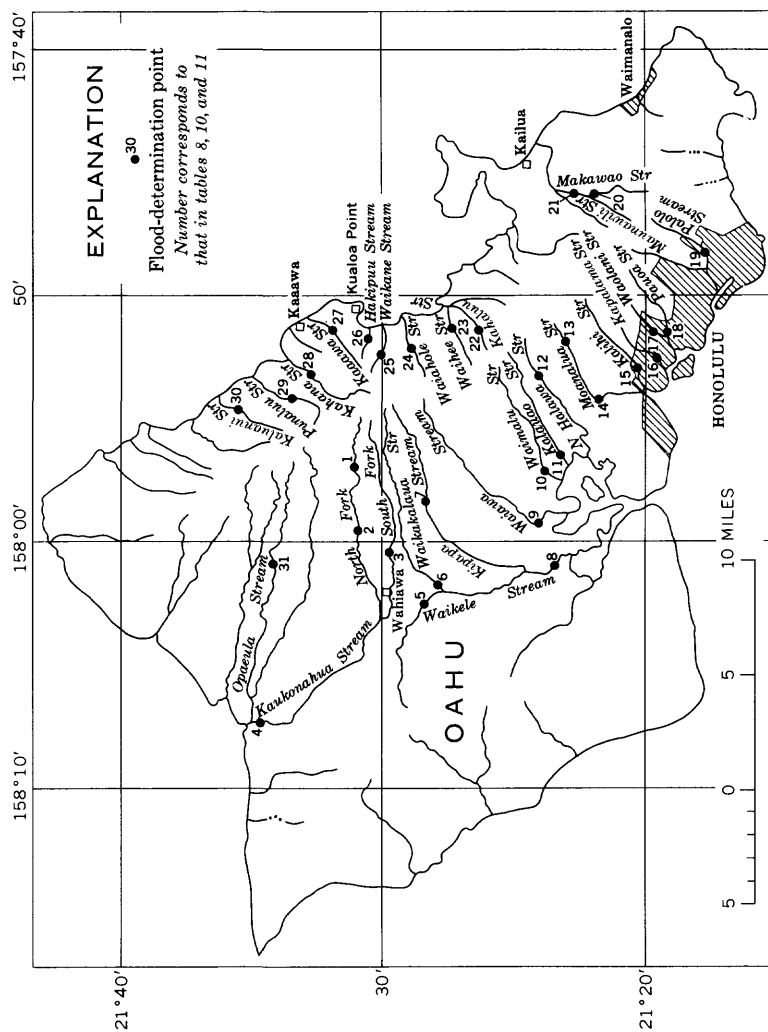 158°10'
158°00'
50'
157°40'
21°40'
30'
21°20'
EXPLANATION
30
Flood-determination point
Number corresponds to
that in tables 8, 10, and 11
Kaluanui Str
30
Punaluu Str
29
Kahana Str
28
Kaaawa
Kaaawa Str
27
Kualoa Point
26
Hakipuu Stream
25
Waikane Stream
Opaeula Stream
31
4
Kaukonahua Stream
North Fork
1
2
South Fork Str
3
Wahiawa
Waiahole Str
24
Waihee Str
23
22
Kahaluu Str
Waikakalaua Stream
7
Kipapa Stream
6
5
Waikele Stream
8
Waiawa
9
Waimalu Str
10
Kalauao Str
11
N Halawa Str
12
Moanalua Str
13
14
Kalihi Str
15
Kapalama Str
16
Waolani Str
17
Pauoa
18
Maunawili Str
21
Makawao Str
20
Palolo Stream
19
Kailua
Waimanalo
OAHU
HONOLULU
5 0 5 10 MILES